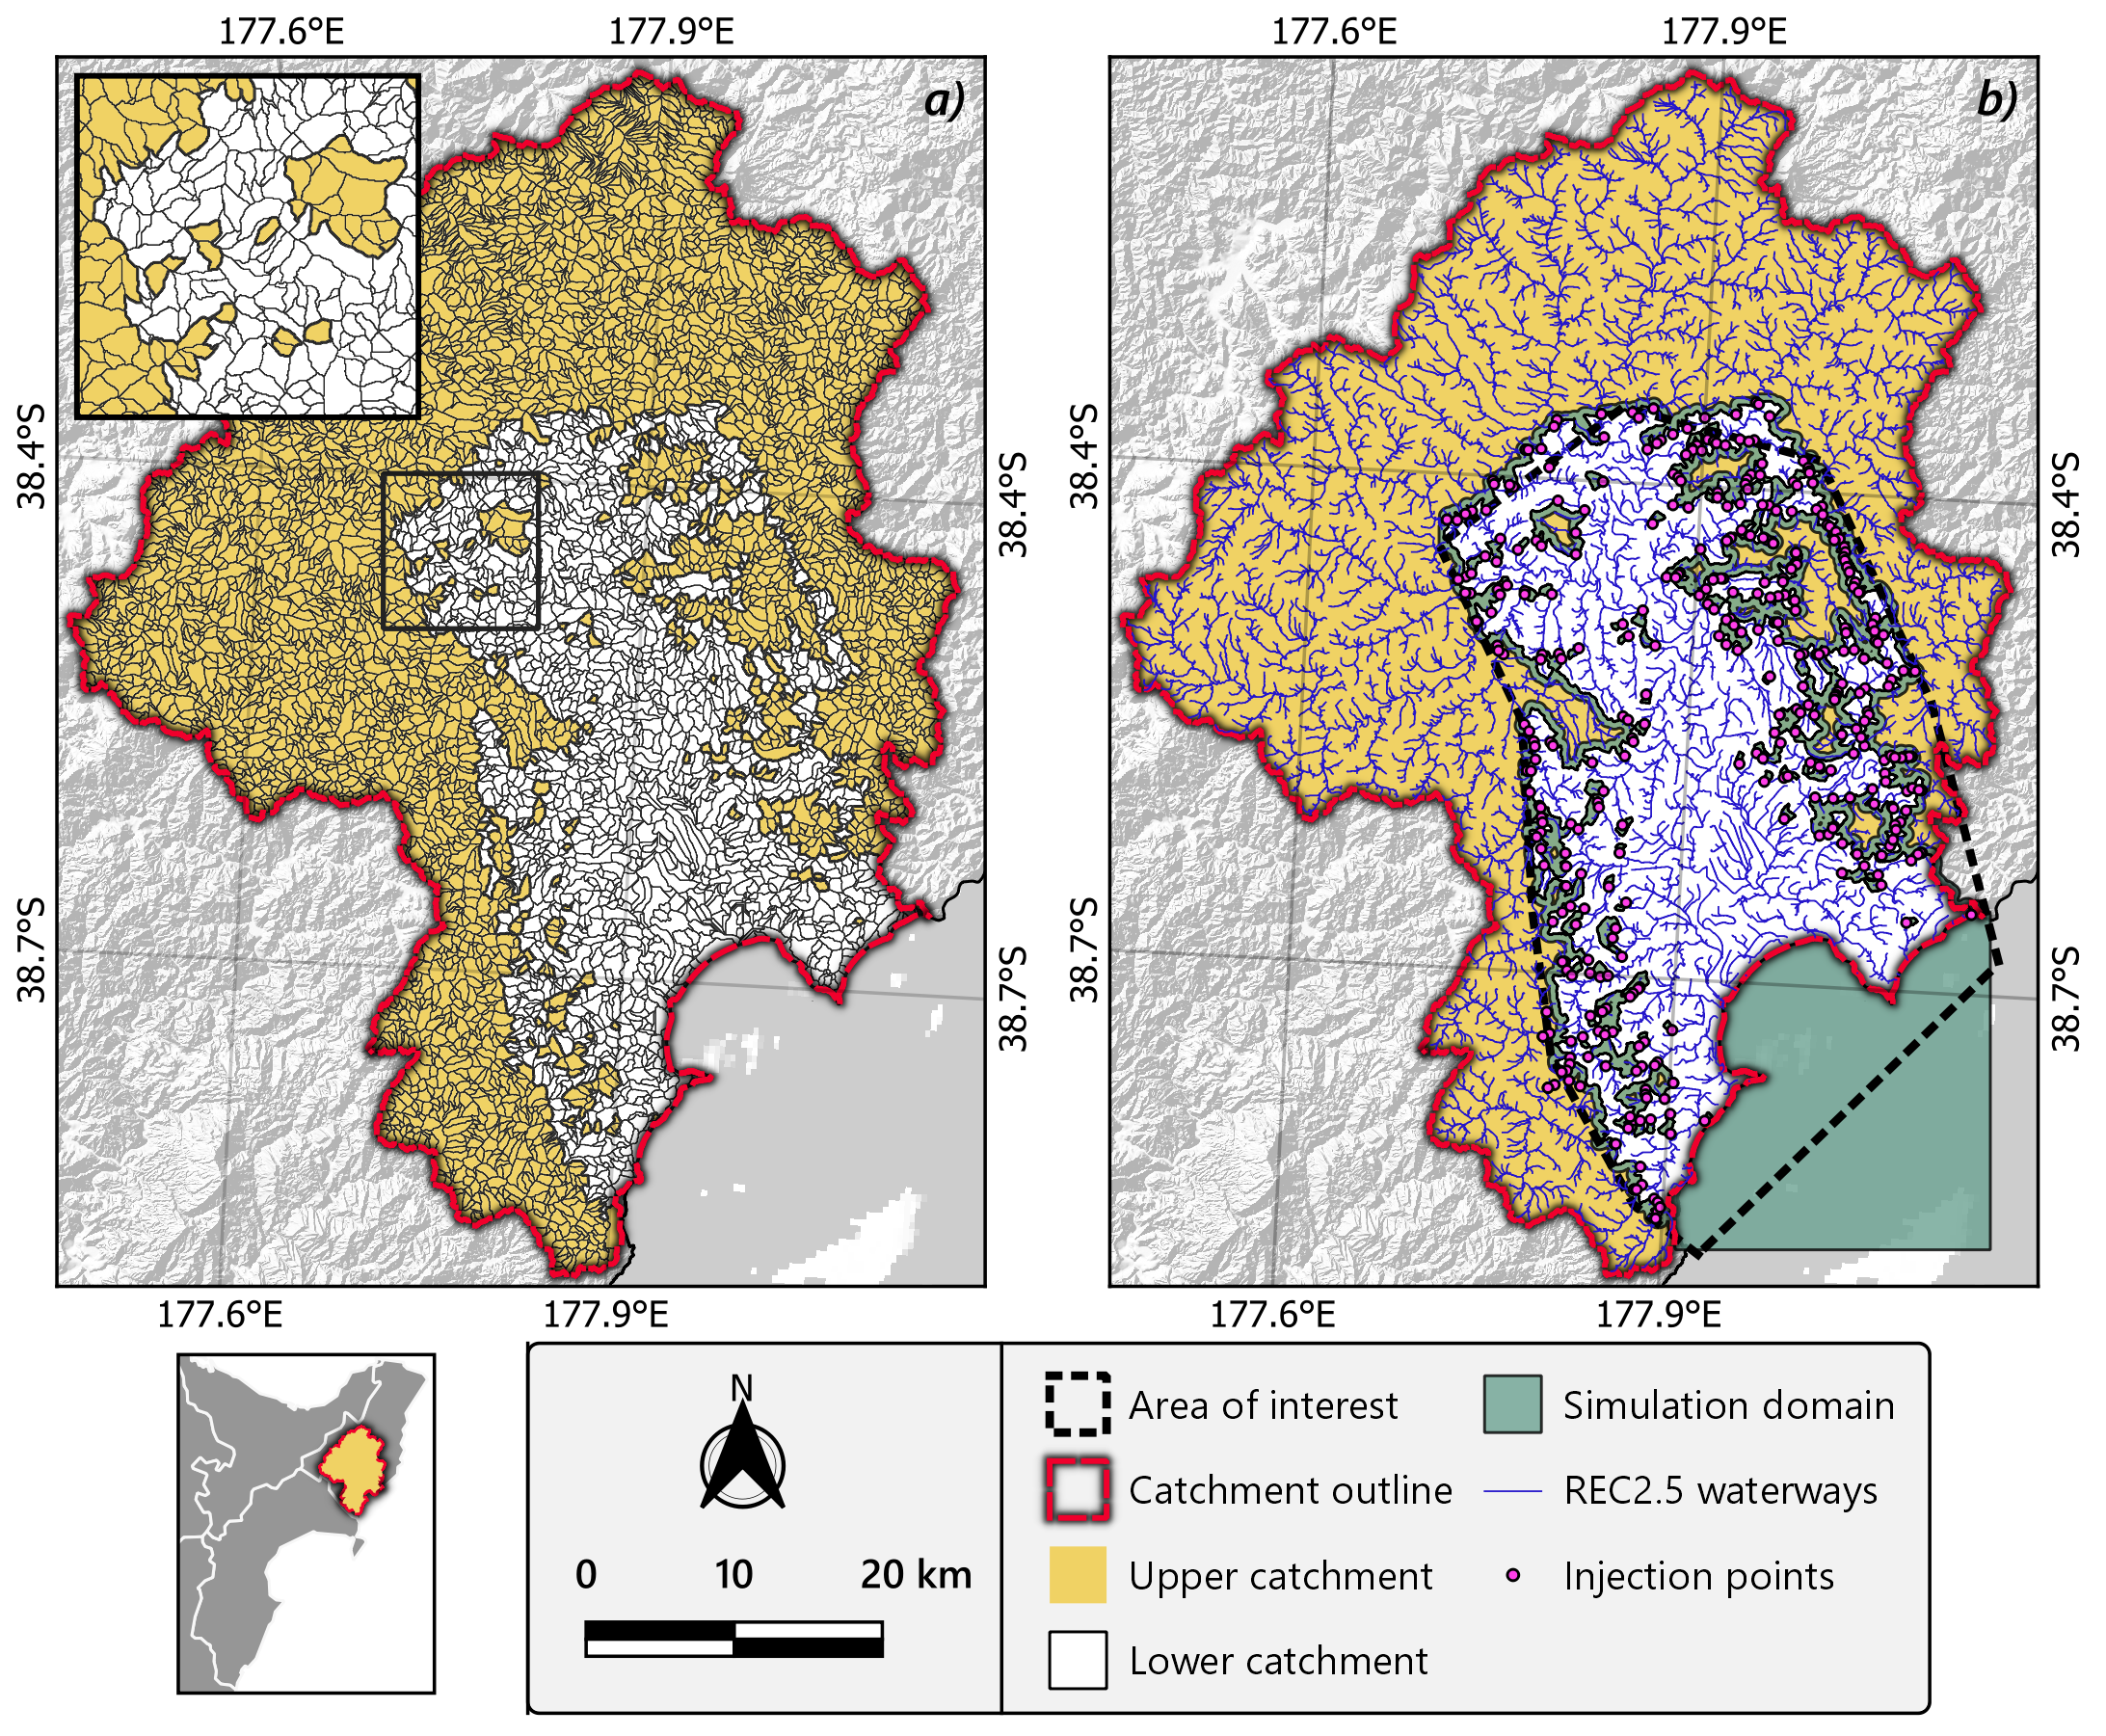 177.6°E 177.9°E 177.6°E 177.9°E
a) b)
38.4°S 38.4°S 38.4°S 38.4°S
38.7°S 38.7°S 38.7°S 38.7°S
177.6°E 177.9°E 177.6°E 177.9°E
N
0 10 20 km
Area of interest
Catchment outline
Upper catchment
Lower catchment
Simulation domain
REC2.5 waterways
Injection points